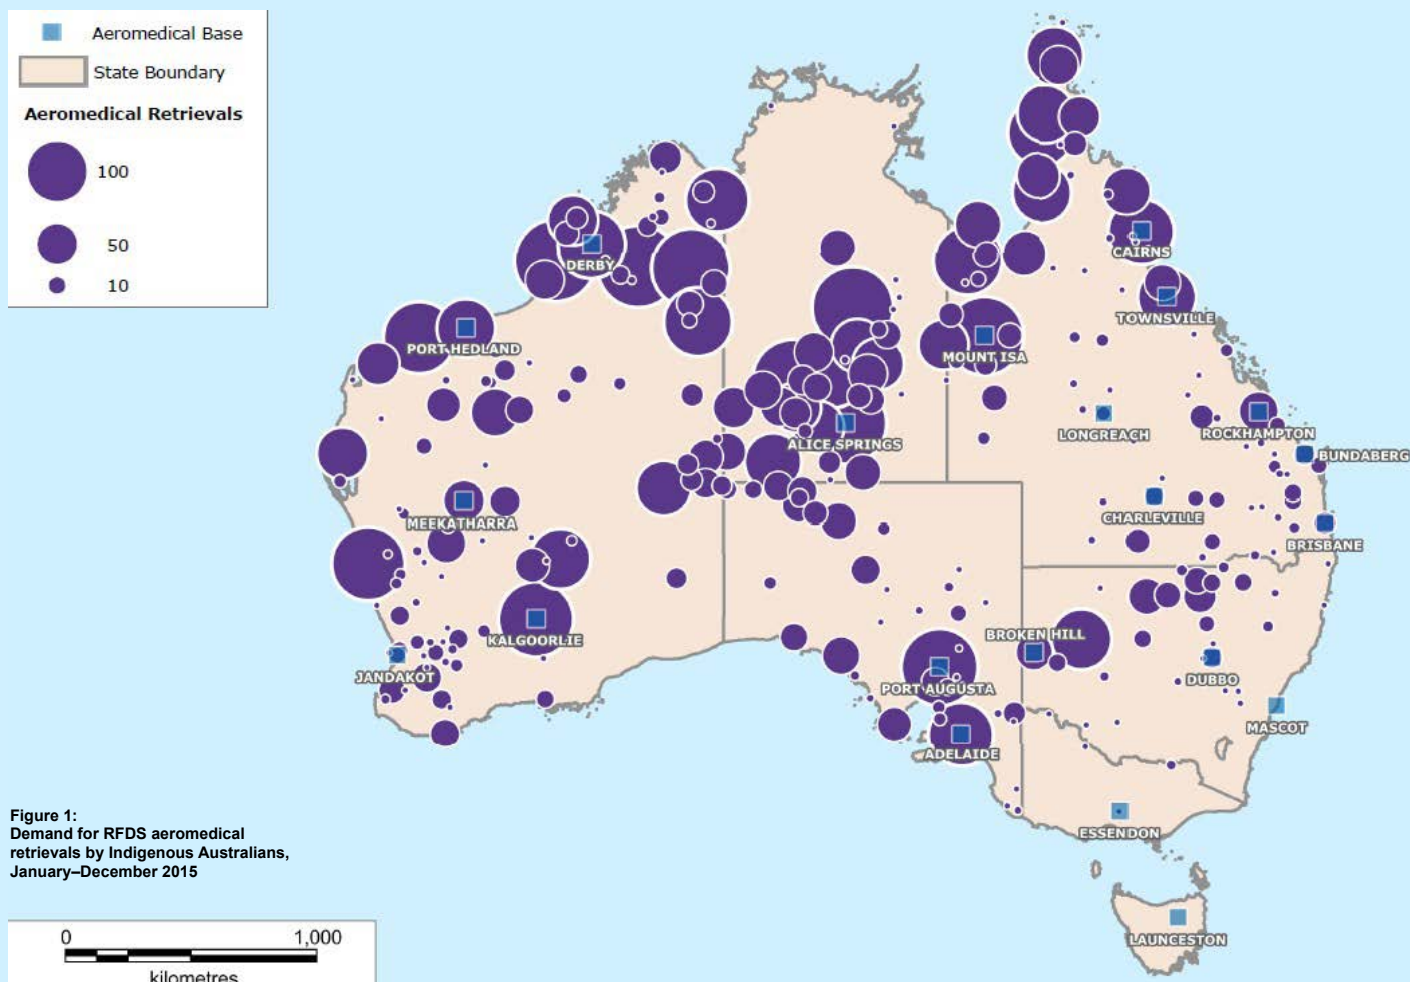 Aeromedical Base
State Boundary
Aeromedical Retrievals
100
50
10
DERBY
PORT HEDLAND
MEEKATHARRA
KALGOORLIE
JANDAKOT
ALICE SPRINGS
MOUNT ISA
CAIRNS
TOWNSVILLE
LONGREACH
ROCKHAMPTON
BUNDABERG
CHARLEVILLE
BRISBANE
BROKEN HILL
PORT AUGUSTA
ADELAIDE
DUBBO
MASCOT
ESSENDON
LAUNCESTON
Figure 1:
Demand for RFDS aeromedical
retrievals by Indigenous Australians,
January–December 2015
0 1,000
kilometres